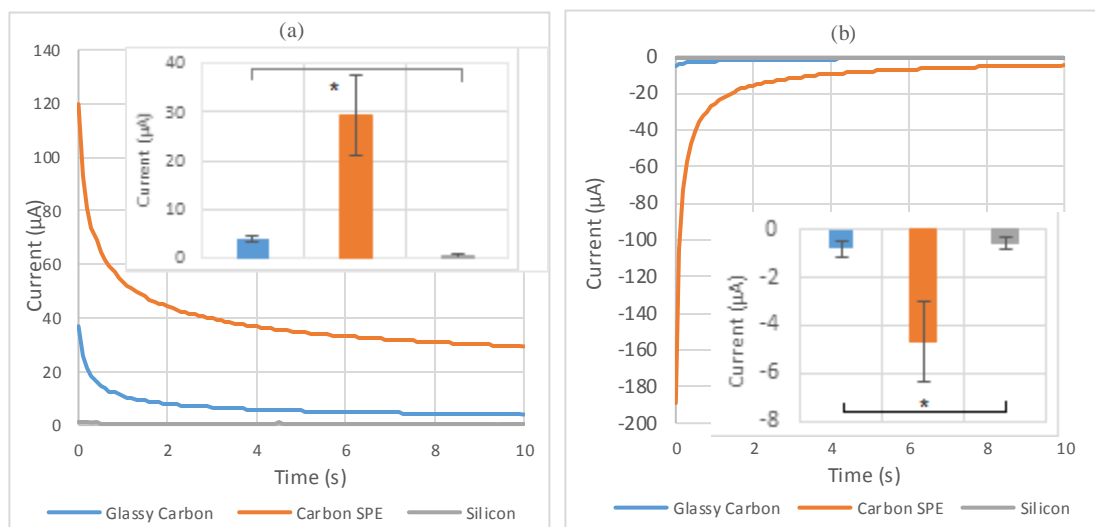 (a)
140
120
100
80
60
40
20
0
Current (µA)
0 2 4 6 8 10
Time (s)
40
30
20
10
0
Current (µA)
*
Glassy Carbon Carbon SPE Silicon
(b)
0
-20
-40
-60
-80
-100
-120
-140
-160
-180
-200
Current (µA)
0 2 4 6 8 10
Time (s)
0
-2
-4
-6
-8
Current (µA)
*
Glassy Carbon Carbon SPE Silicon